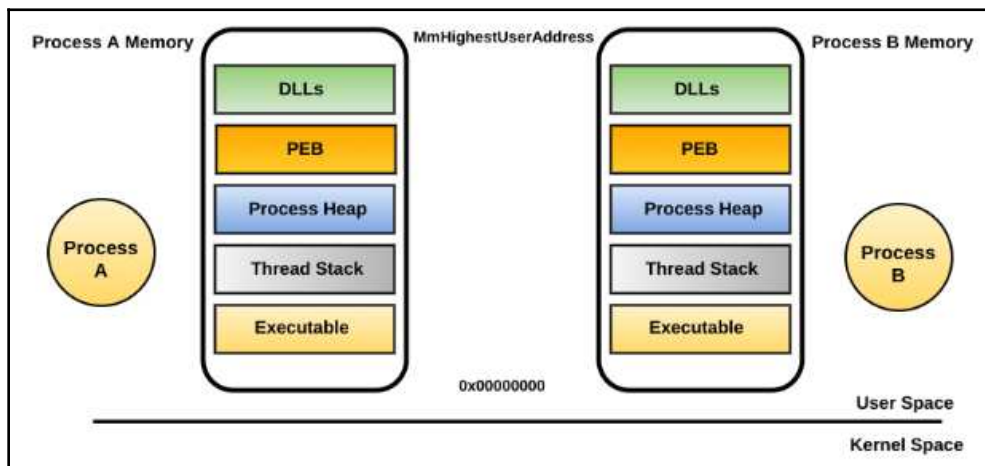 Process A Memory
MmHighestUserAddress
Process B Memory
DLLs
DLLs
PEB
PEB
Process Heap
Process Heap
Process
A
Process
B
Thread Stack
Thread Stack
Executable
Executable
0x00000000
User Space
Kernel Space